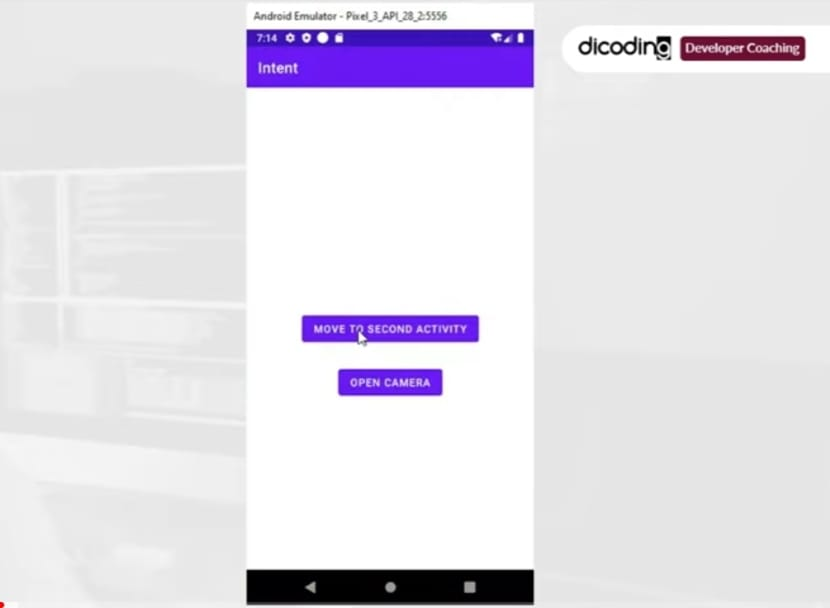 Android Emulator - Pixel_3_API_28_2:5556
dicoding Developer Coaching
7:14
Intent
MOVE TO SECOND ACTIVITY
OPEN CAMERA